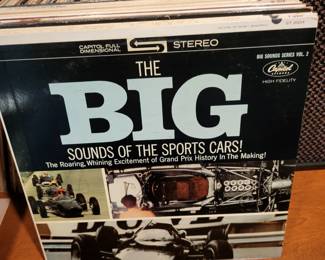 CAPITOL FULL DIMENSIONAL STEREO
BIG SOUNDS SERIES VOL. 2
Capitol
HIGH FIDELITY
THE
BIG
SOUNDS OF THE SPORTS CARS!
The Roaring, Whining Excitement of Grand Prix History In The Making!